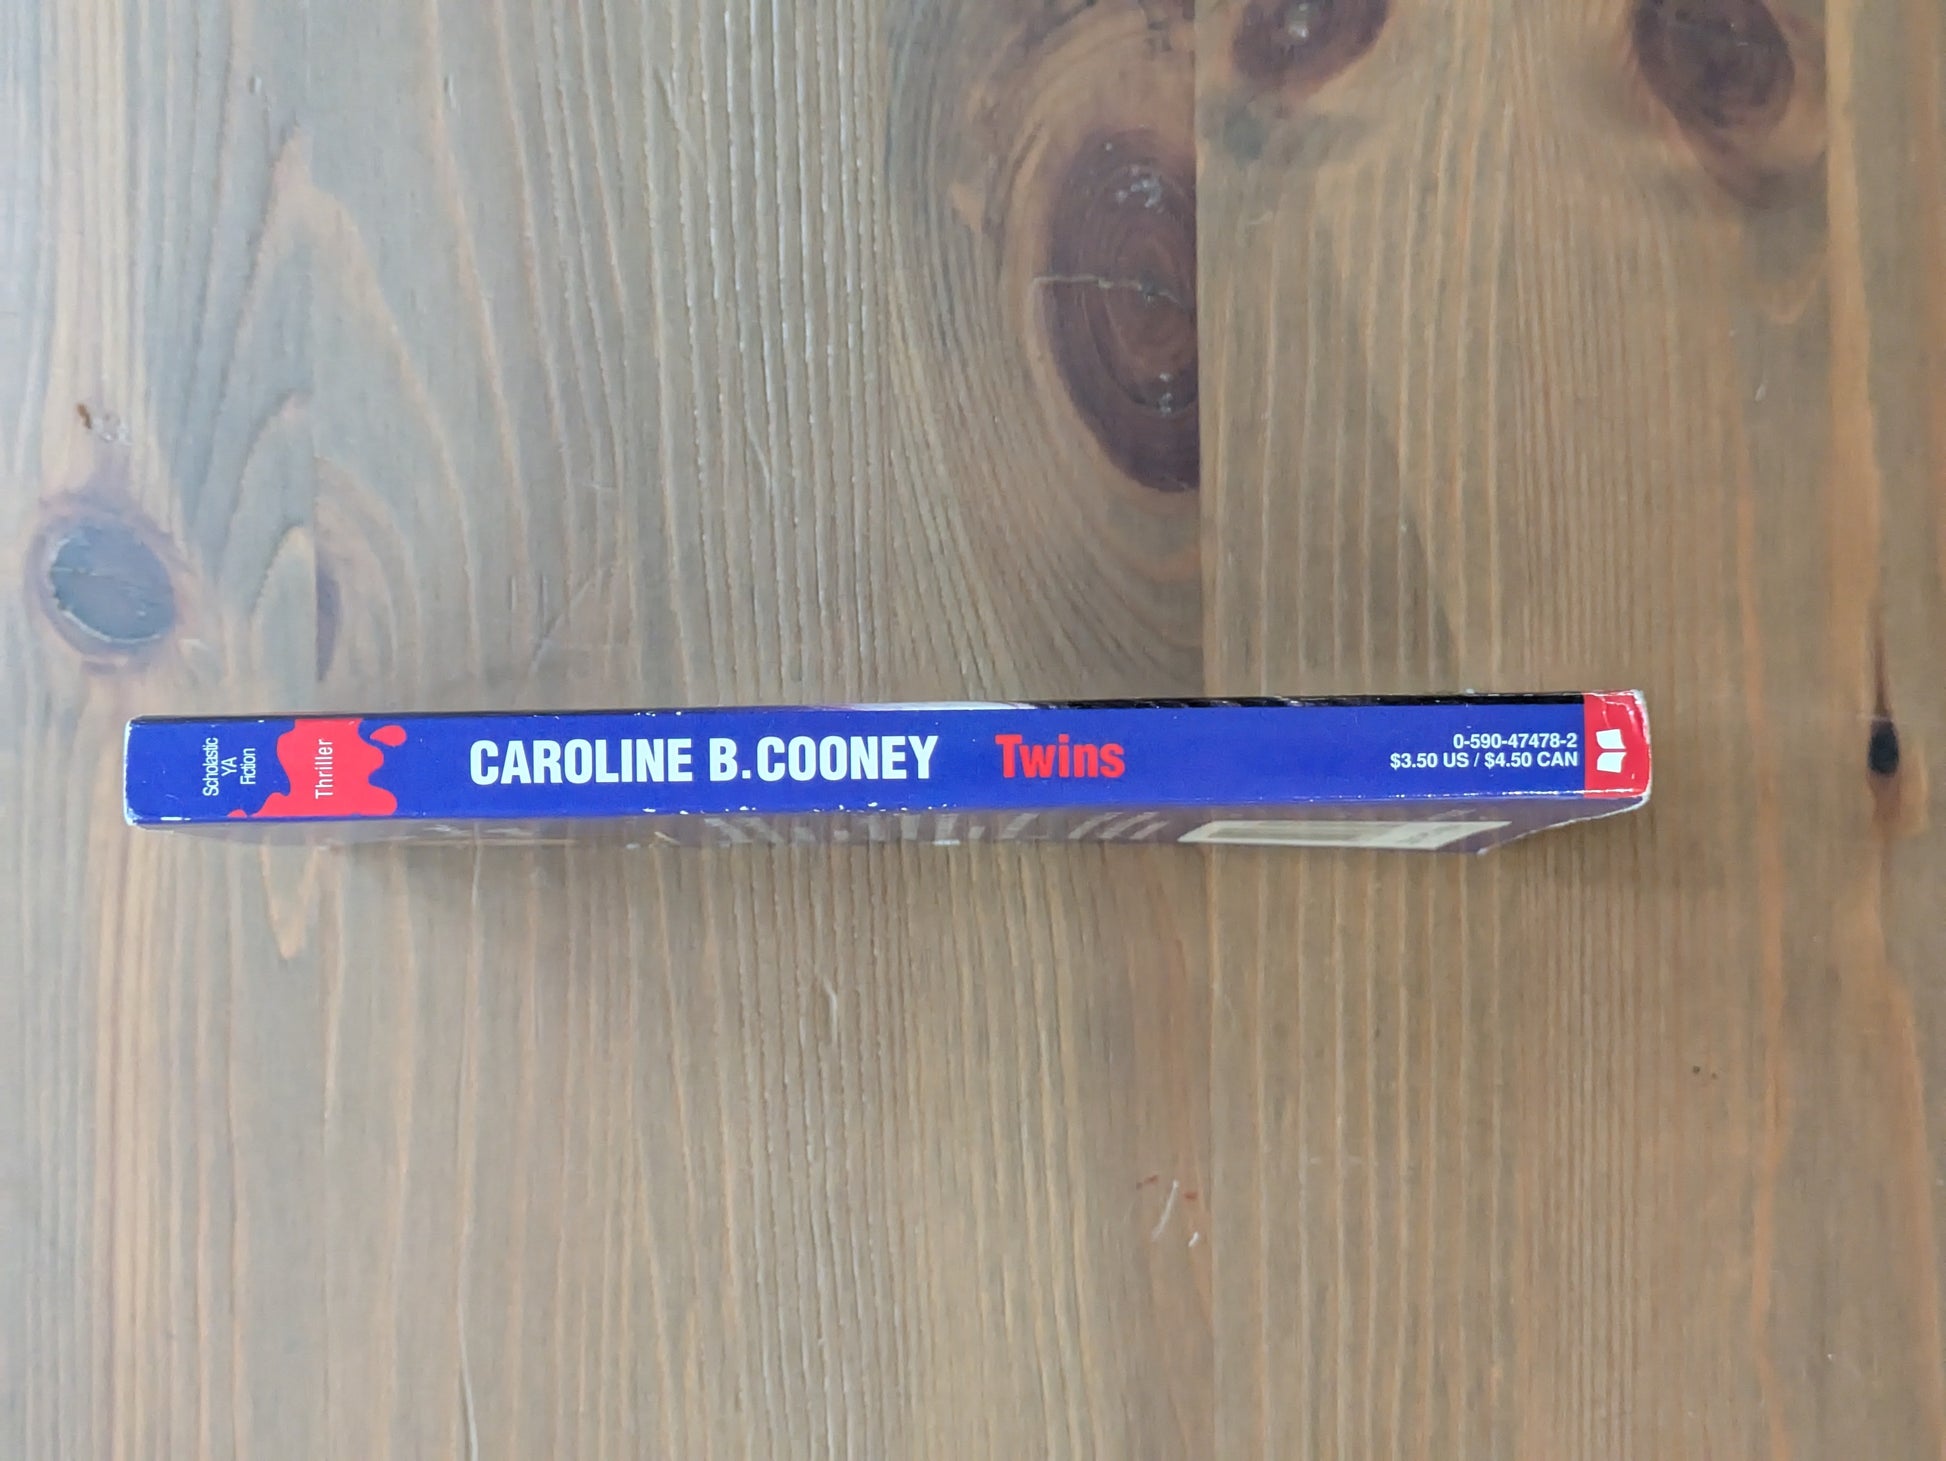 Scholastic
YA
Fiction
Thriller
CAROLINE B. COONEY
Twins
0-590-47478-2
$3.50 US / $4.50 CAN